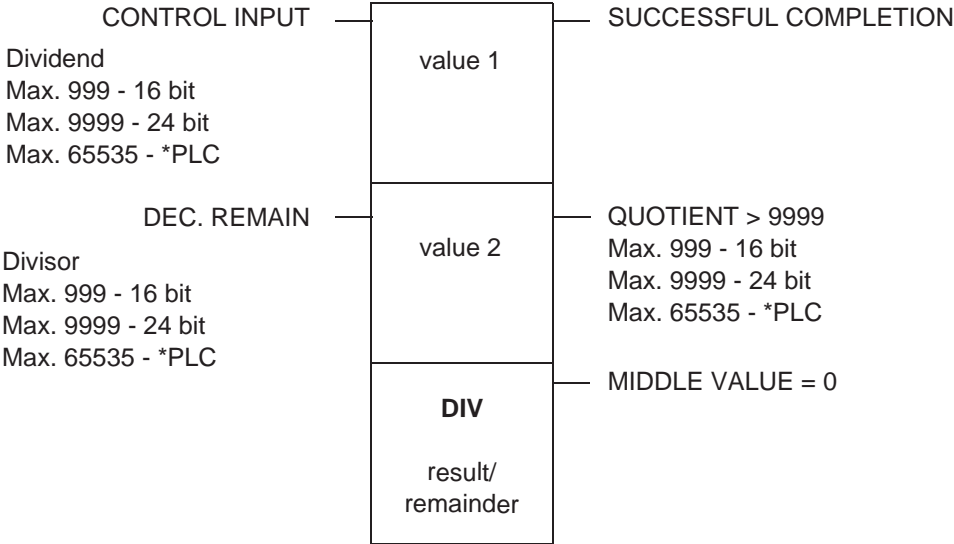 CONTROL INPUT
Dividend
Max. 999 - 16 bit
Max. 9999 - 24 bit
Max. 65535 - *PLC
value 1
SUCCESSFUL COMPLETION
DEC. REMAIN
Divisor
Max. 999 - 16 bit
Max. 9999 - 24 bit
Max. 65535 - *PLC
value 2
QUOTIENT > 9999
Max. 999 - 16 bit
Max. 9999 - 24 bit
Max. 65535 - *PLC
DIV
result/
remainder
MIDDLE VALUE = 0